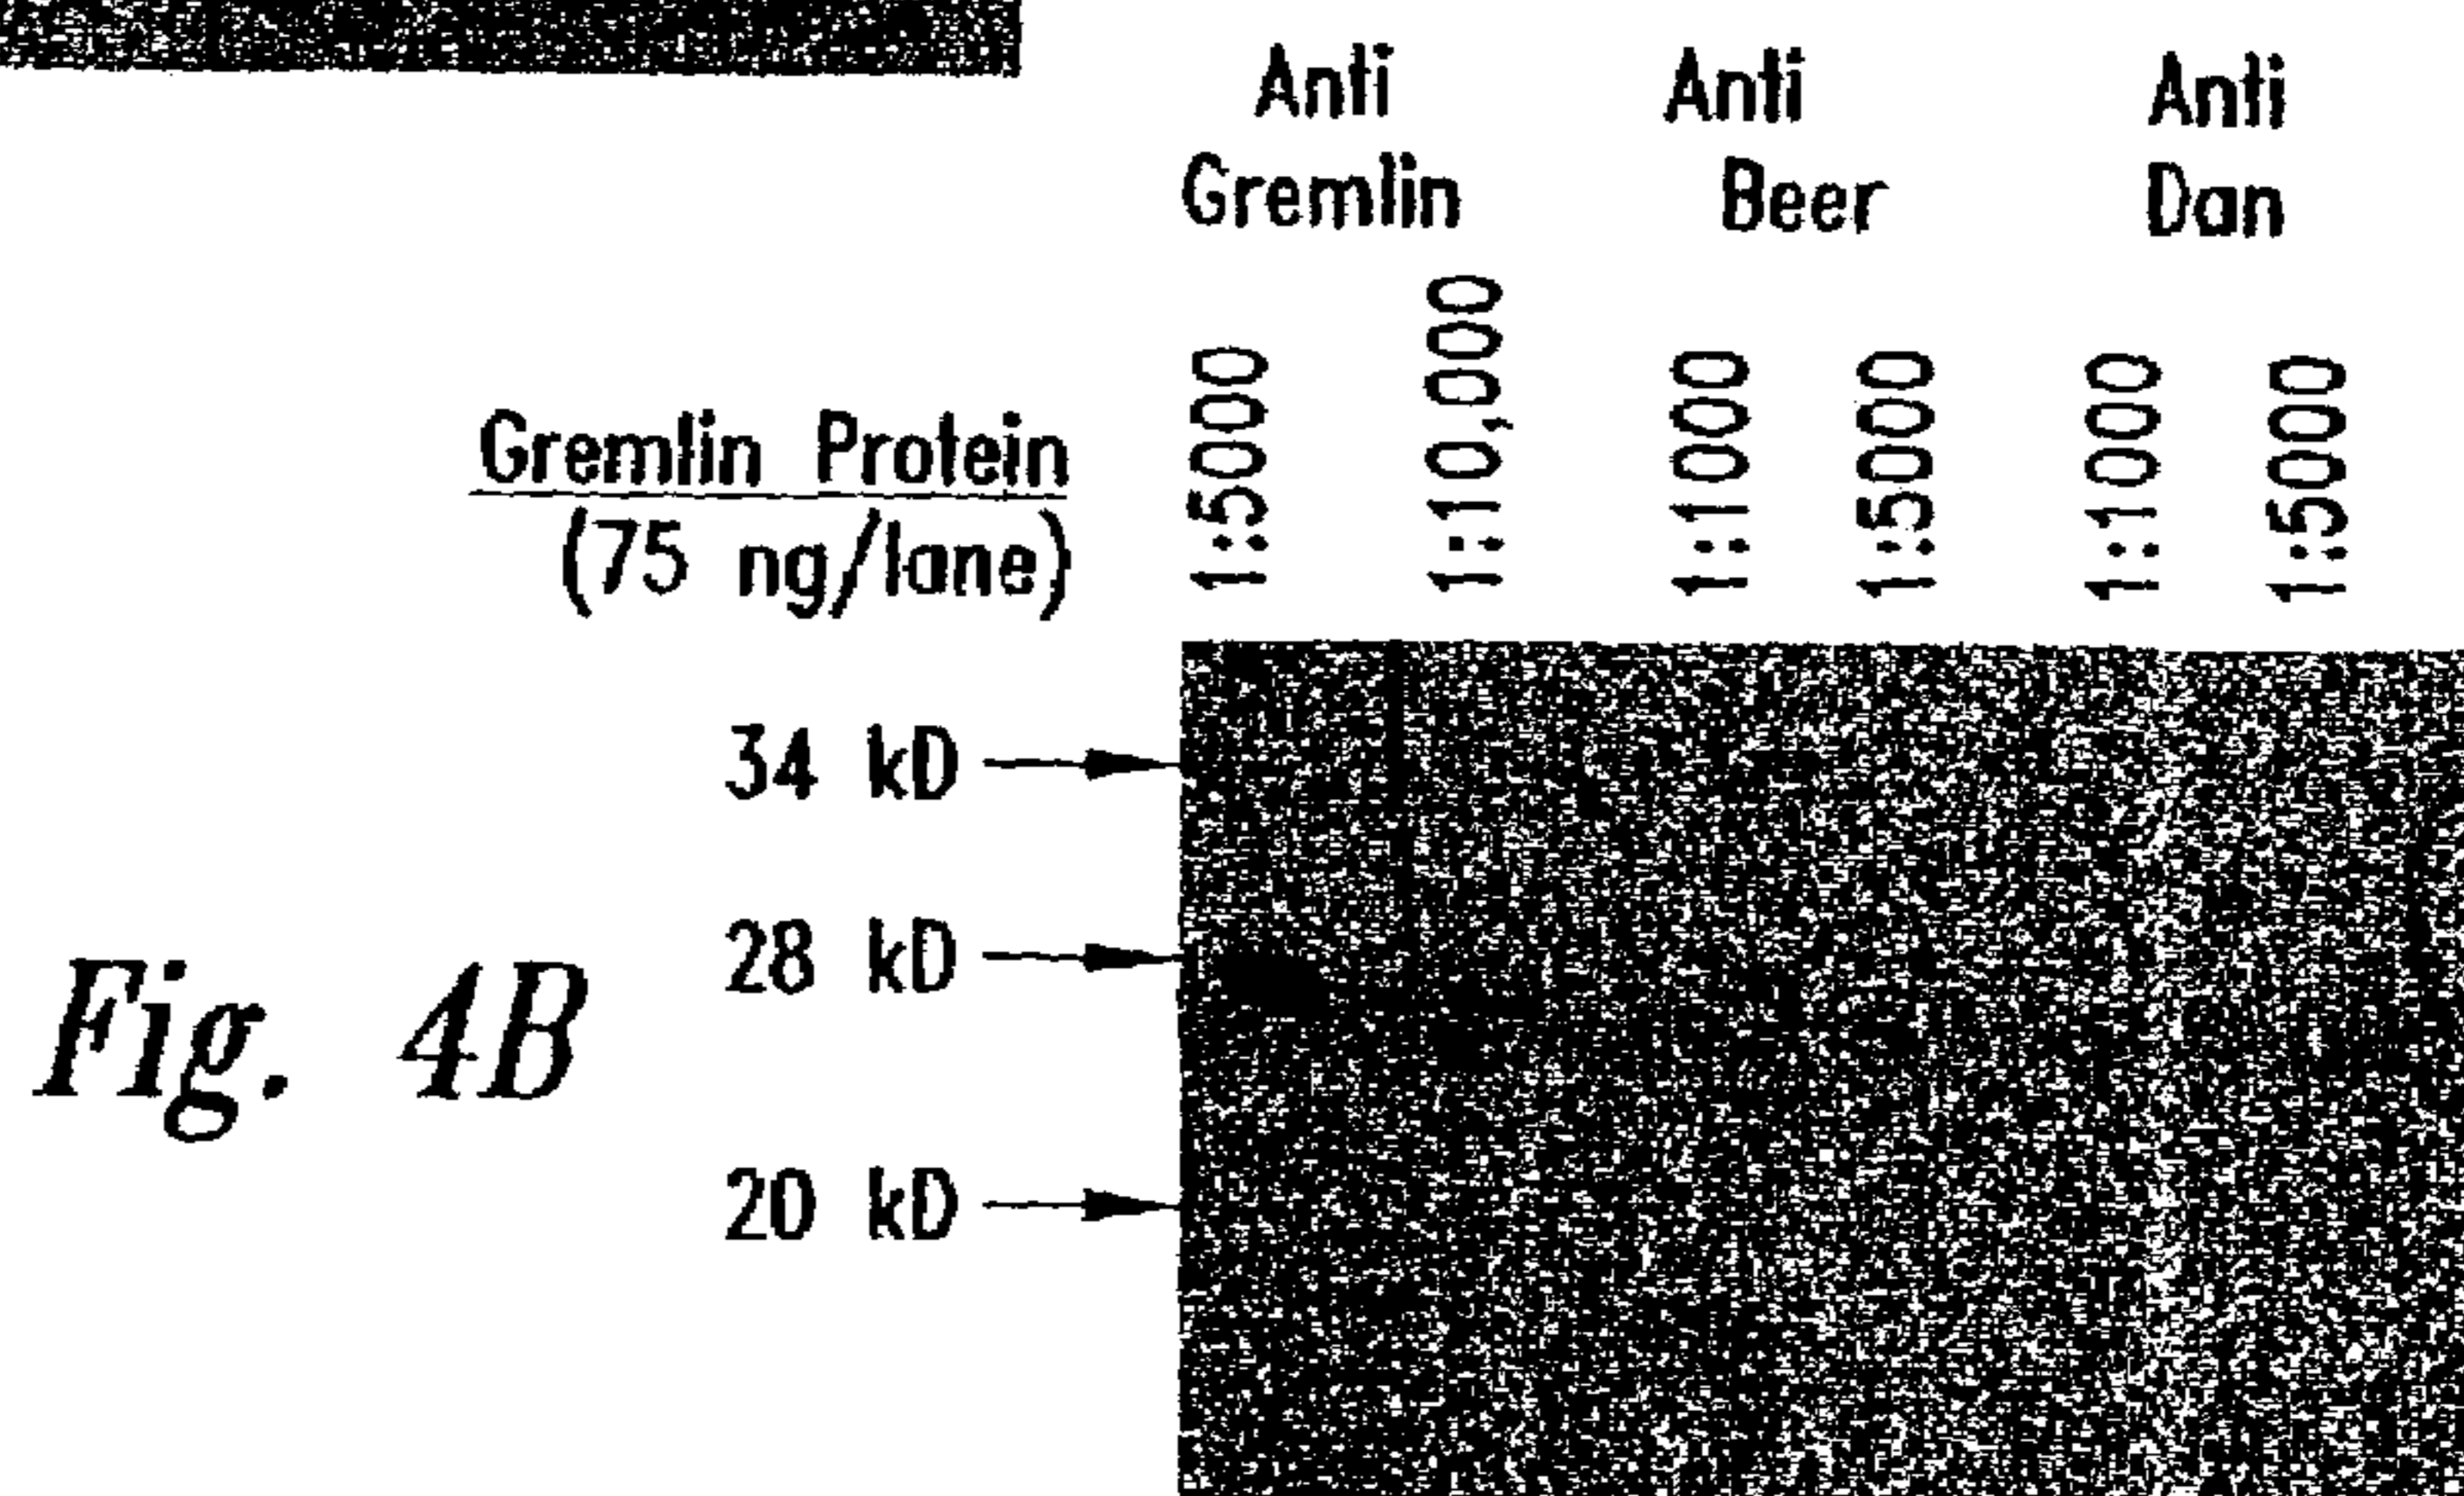 Anti Anti Anti
Gremlin Beer Dan
1:5000 1:10,000 1:1000 1:5000 1:1000 1:5000
Gremlin Protein
(75 ng/lane)
34 kD
28 kD
Fig. 4B
20 kD